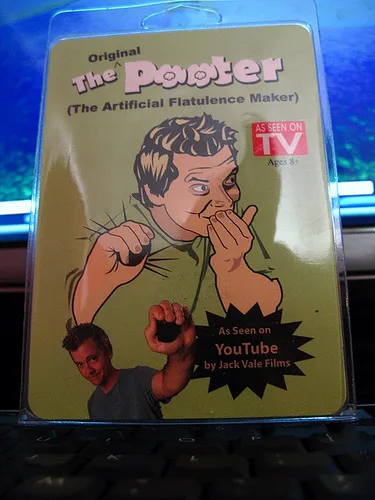 Original
The ^ Pooter
(The Artificial Flatulence Maker)
AS SEEN ON
TV
Ages 8+
As Seen on
YouTube
by Jack Vale Films